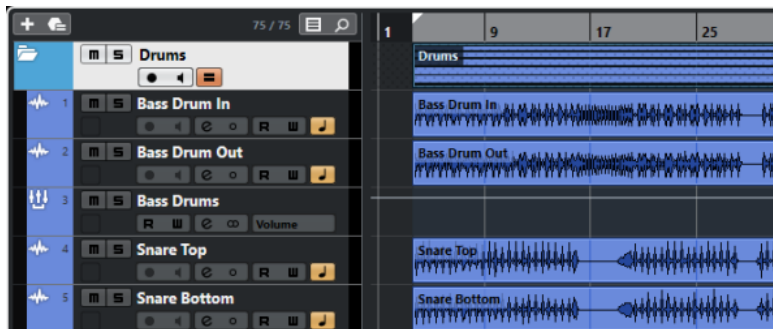 75 / 75
1 9 17 25
m S Drums
Drums
1 m S Bass Drum In
Bass Drum In
e R W
2 m S Bass Drum Out
Bass Drum Out
e R W
3 m S Bass Drums
R W e Volume
4 m S Snare Top
Snare Top
e R W
5 m S Snare Bottom
Snare Bottom
e R W